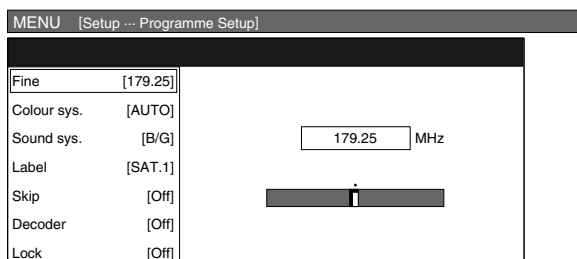 MENU [Setup ··· Programme Setup]
Fine [179.25]
Colour sys. [AUTO]
Sound sys. [B/G]
179.25 MHz
Label [SAT.1]
Skip [Off]
Decoder [Off]
Lock [Off]